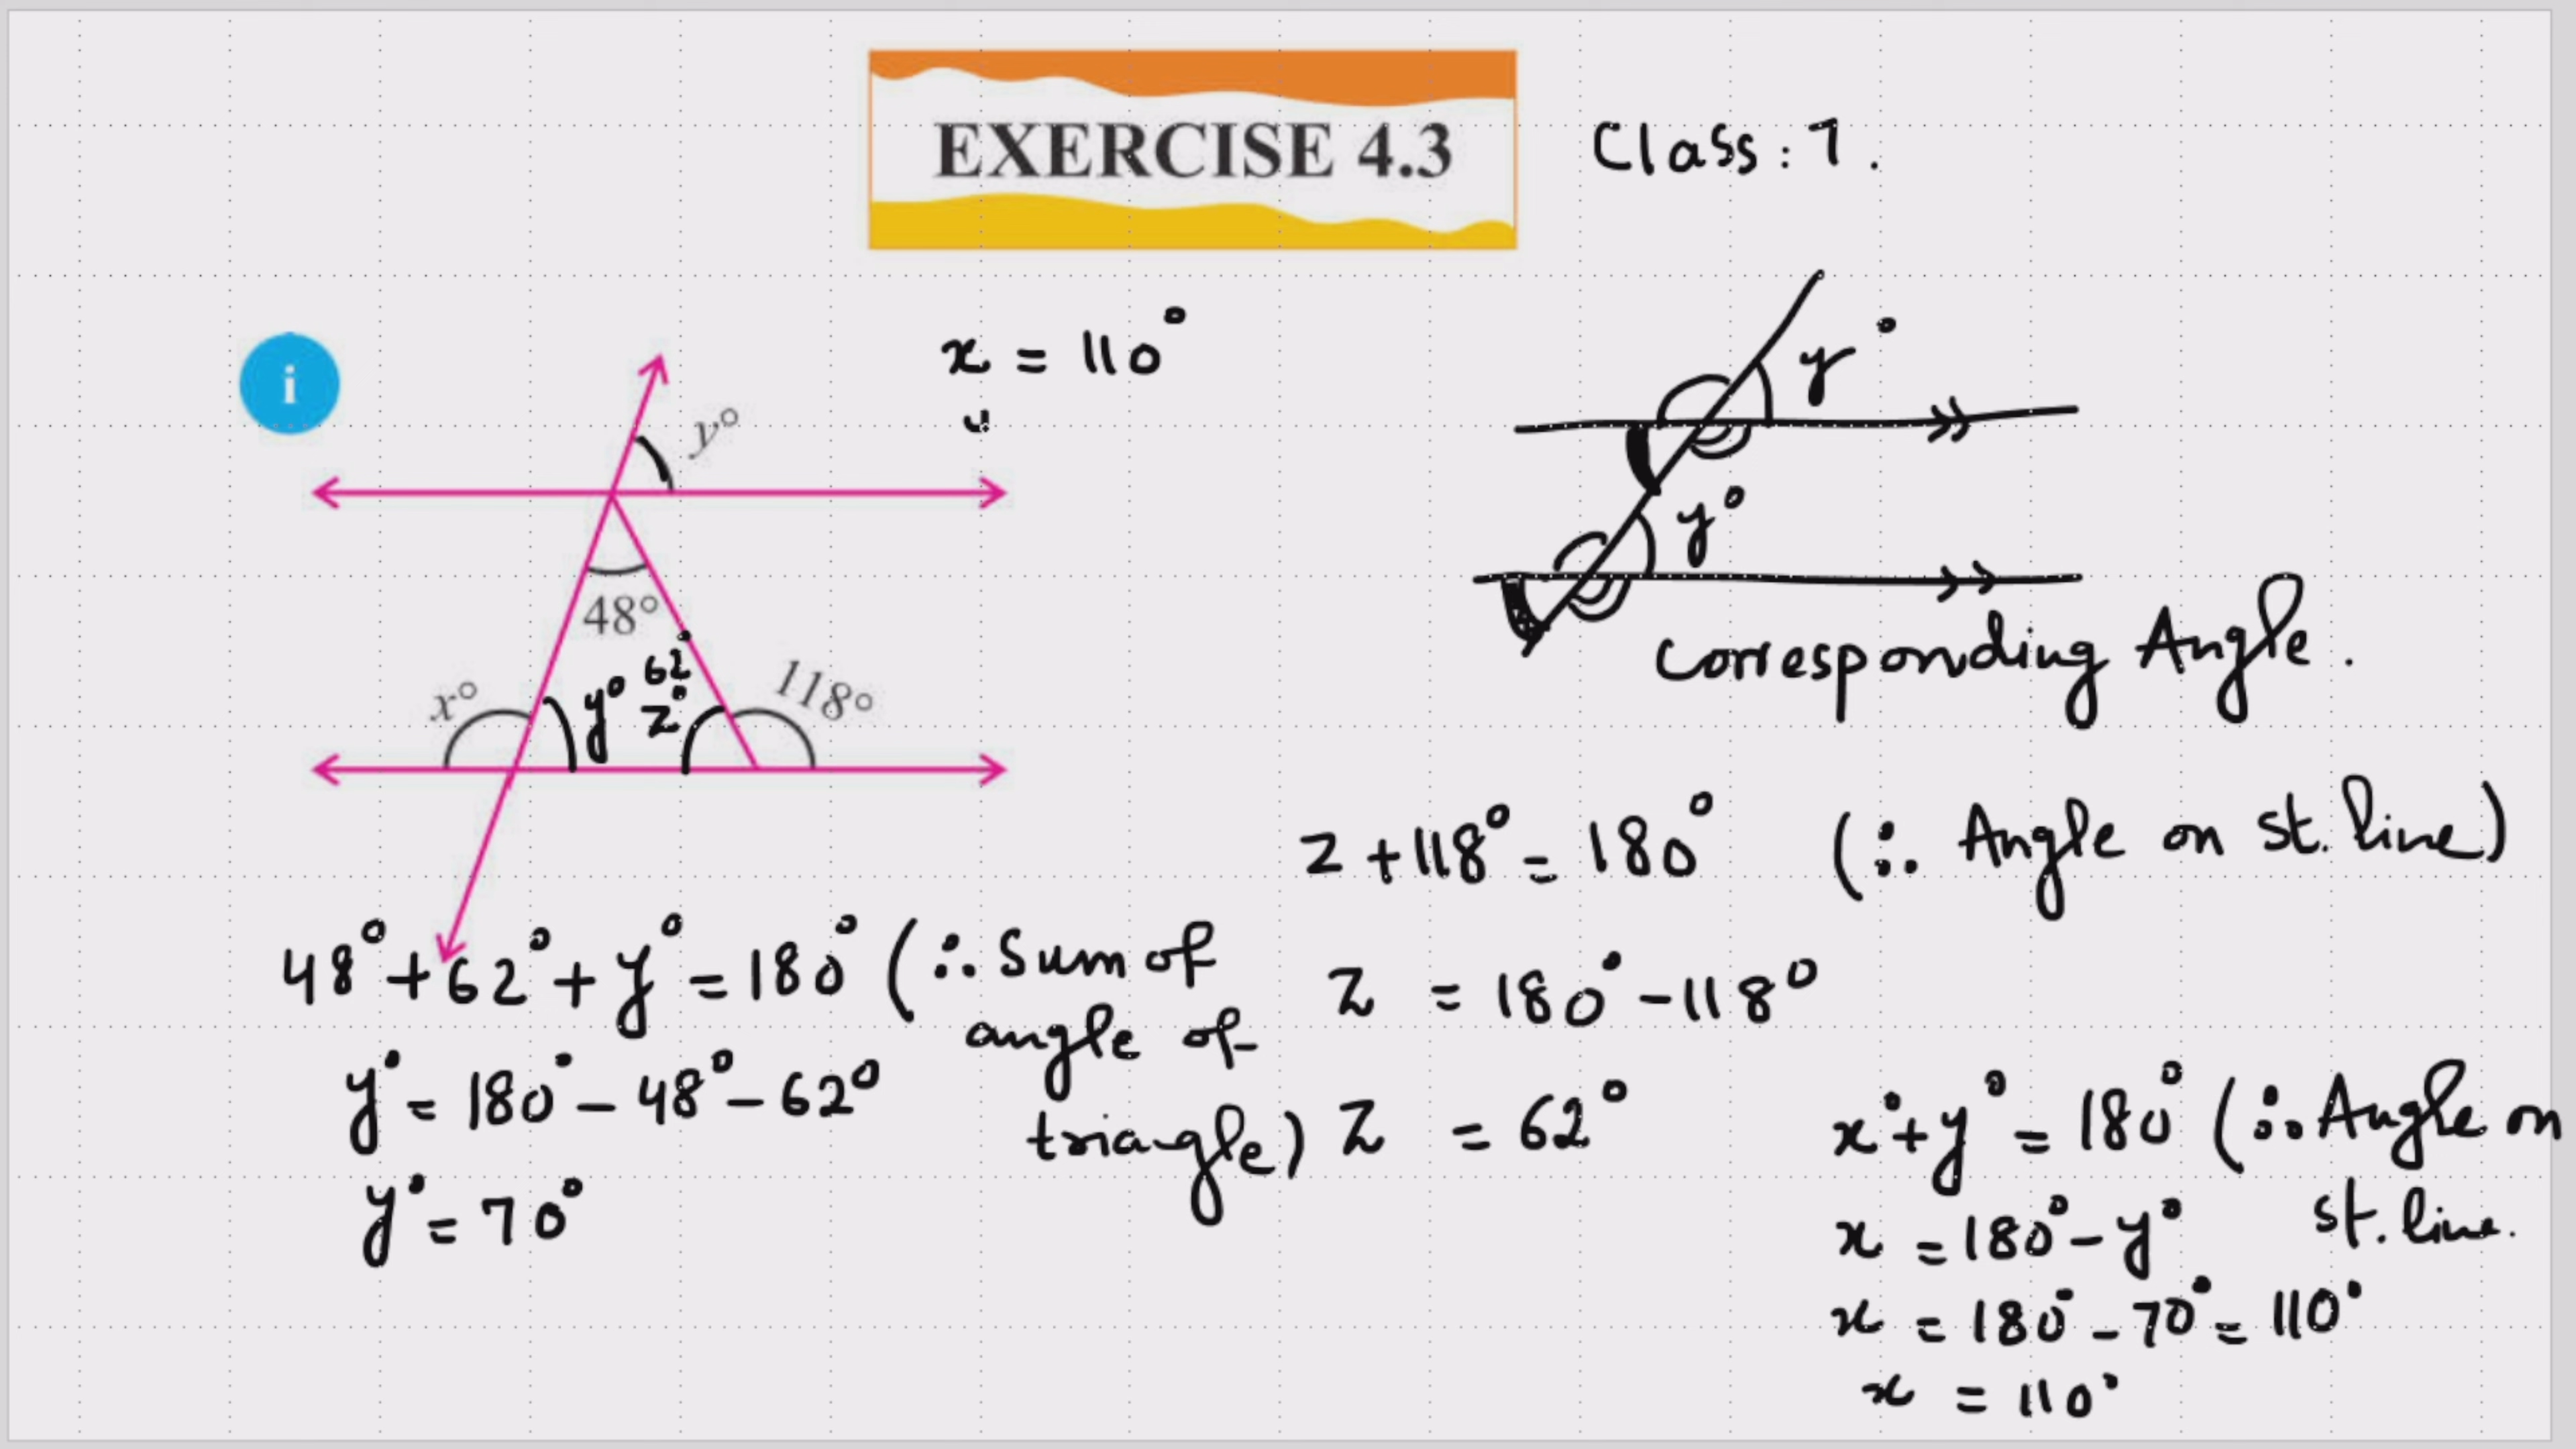 EXERCISE 4.3
Class: 7.
i
x = 110°
y°
48°
62°
x°
y°
z°
118°
y°
y°
Corresponding Angle.
z + 118° = 180° (∴ Angle on st. line)
z = 180° - 118°
z = 62°
48° + 62° + y° = 180° (∴ Sum of
angle of
triangle)
y° = 180° - 48° - 62°
y° = 70°
x° + y° = 180° (∴ Angle on
st. line.
x = 180° - y°
x = 180° - 70° = 110°
x = 110°